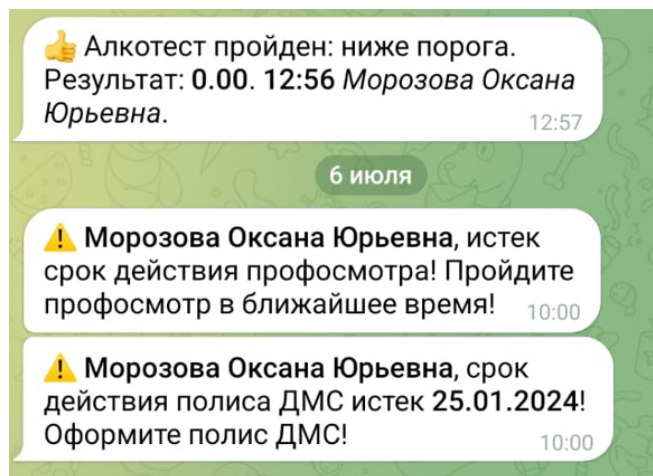 👍 Алкотест пройден: ниже порога.
Результат: 0.00. 12:56 Морозова Оксана
Юрьевна.
12:57
6 июля
⚠️ Морозова Оксана Юрьевна, истек
срок действия профосмотра! Пройдите
профосмотр в ближайшее время!
10:00
⚠️ Морозова Оксана Юрьевна, срок
действия полиса ДМС истек 25.01.2024!
Оформите полис ДМС!
10:00